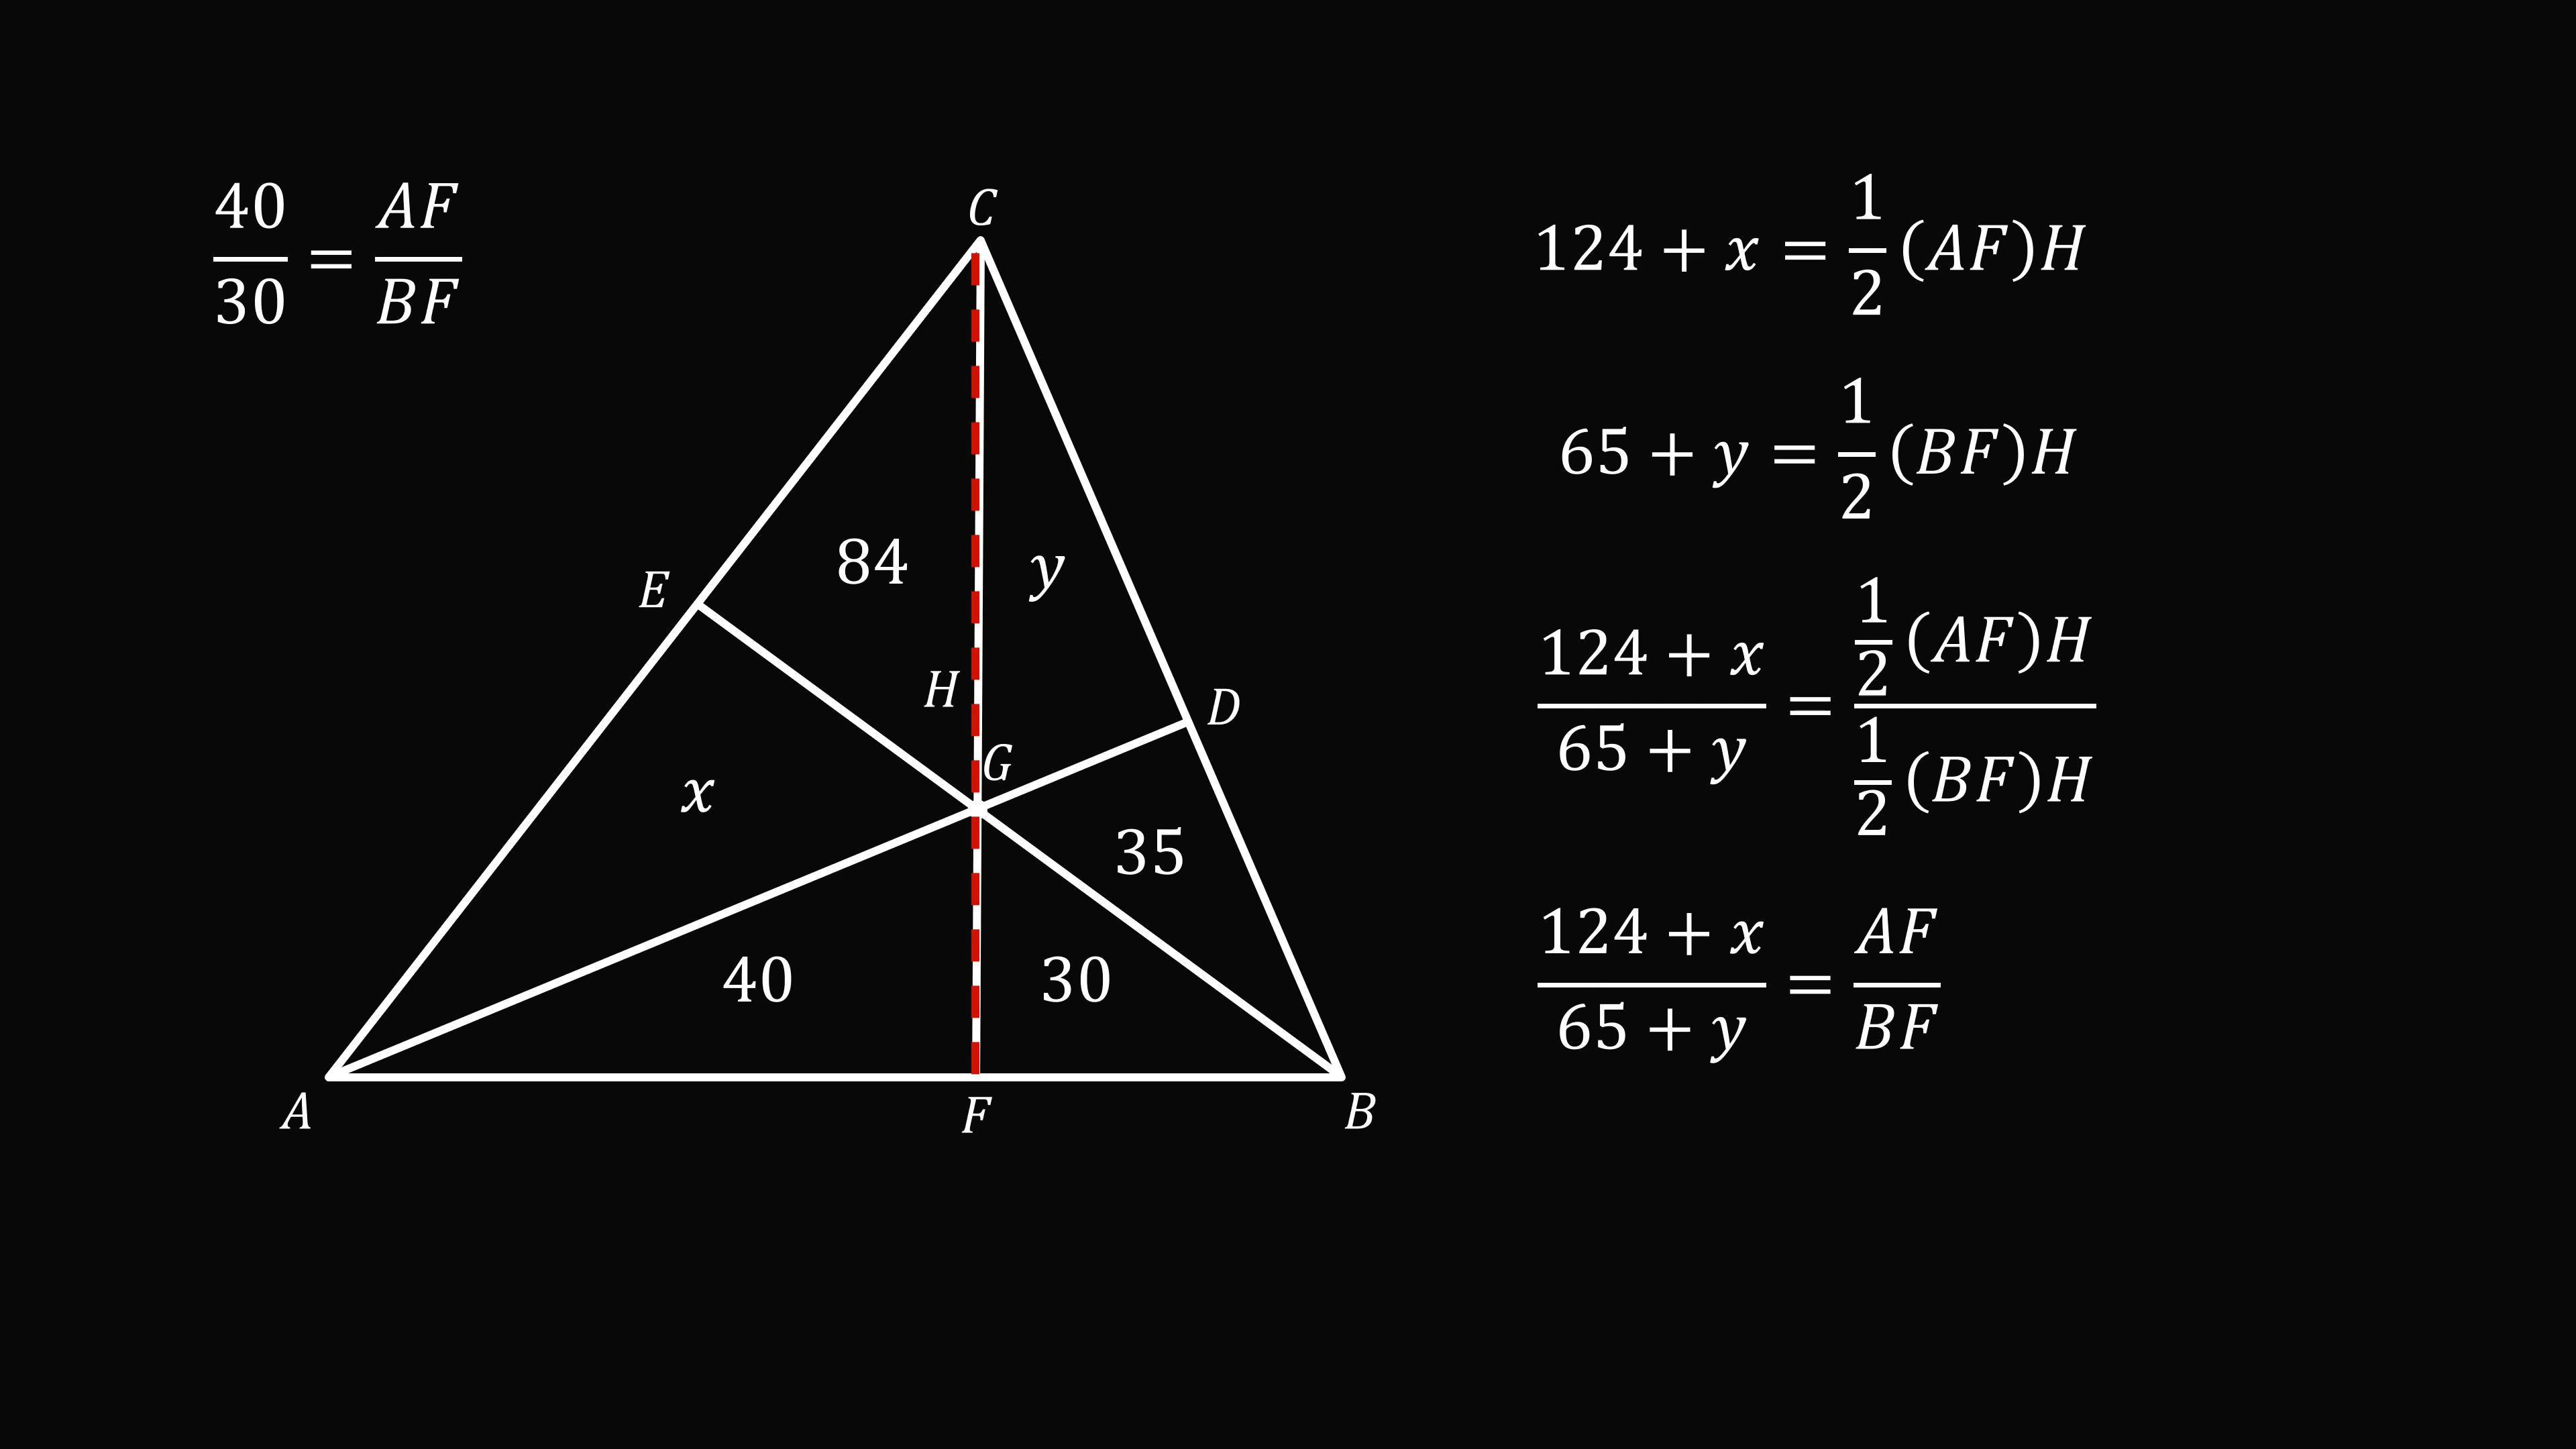 40/30 = AF/BF
C
E
84
y
H
D
G
x
35
40
30
A
F
B
124 + x = 1/2 (AF)H
65 + y = 1/2 (BF)H
(124 + x)/(65 + y) = (1/2 (AF)H)/(1/2 (BF)H)
(124 + x)/(65 + y) = AF/BF